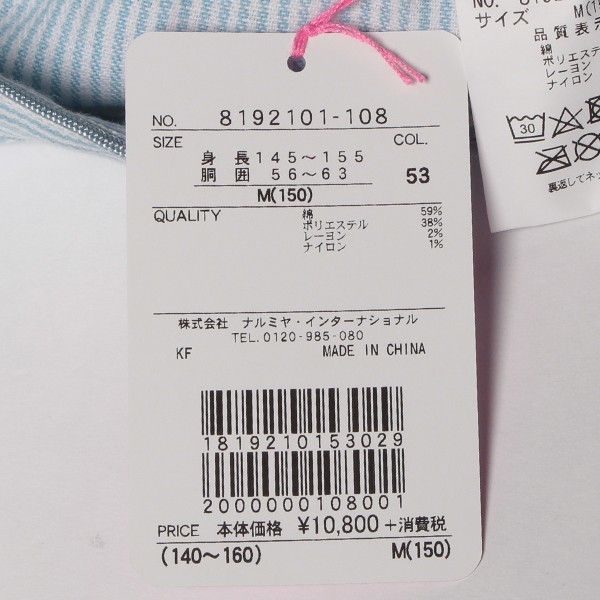 NO. 8192101-108
SIZE COL.
身長145～155
胴囲 56～63 53
M(150)
QUALITY 綿 59%
ポリエステル 38%
レーヨン 2%
ナイロン 1%
株式会社 ナルミヤ・インターナショナル
TEL.0120-985-080
KF MADE IN CHINA
1819210153029
2000000108001
PRICE 本体価格 ¥10,800+消費税
(140～160) M(150)
NO.
サイズ M(15
品質表示
綿
ポリエステル
レーヨン
ナイロン
30
裏返してネッ